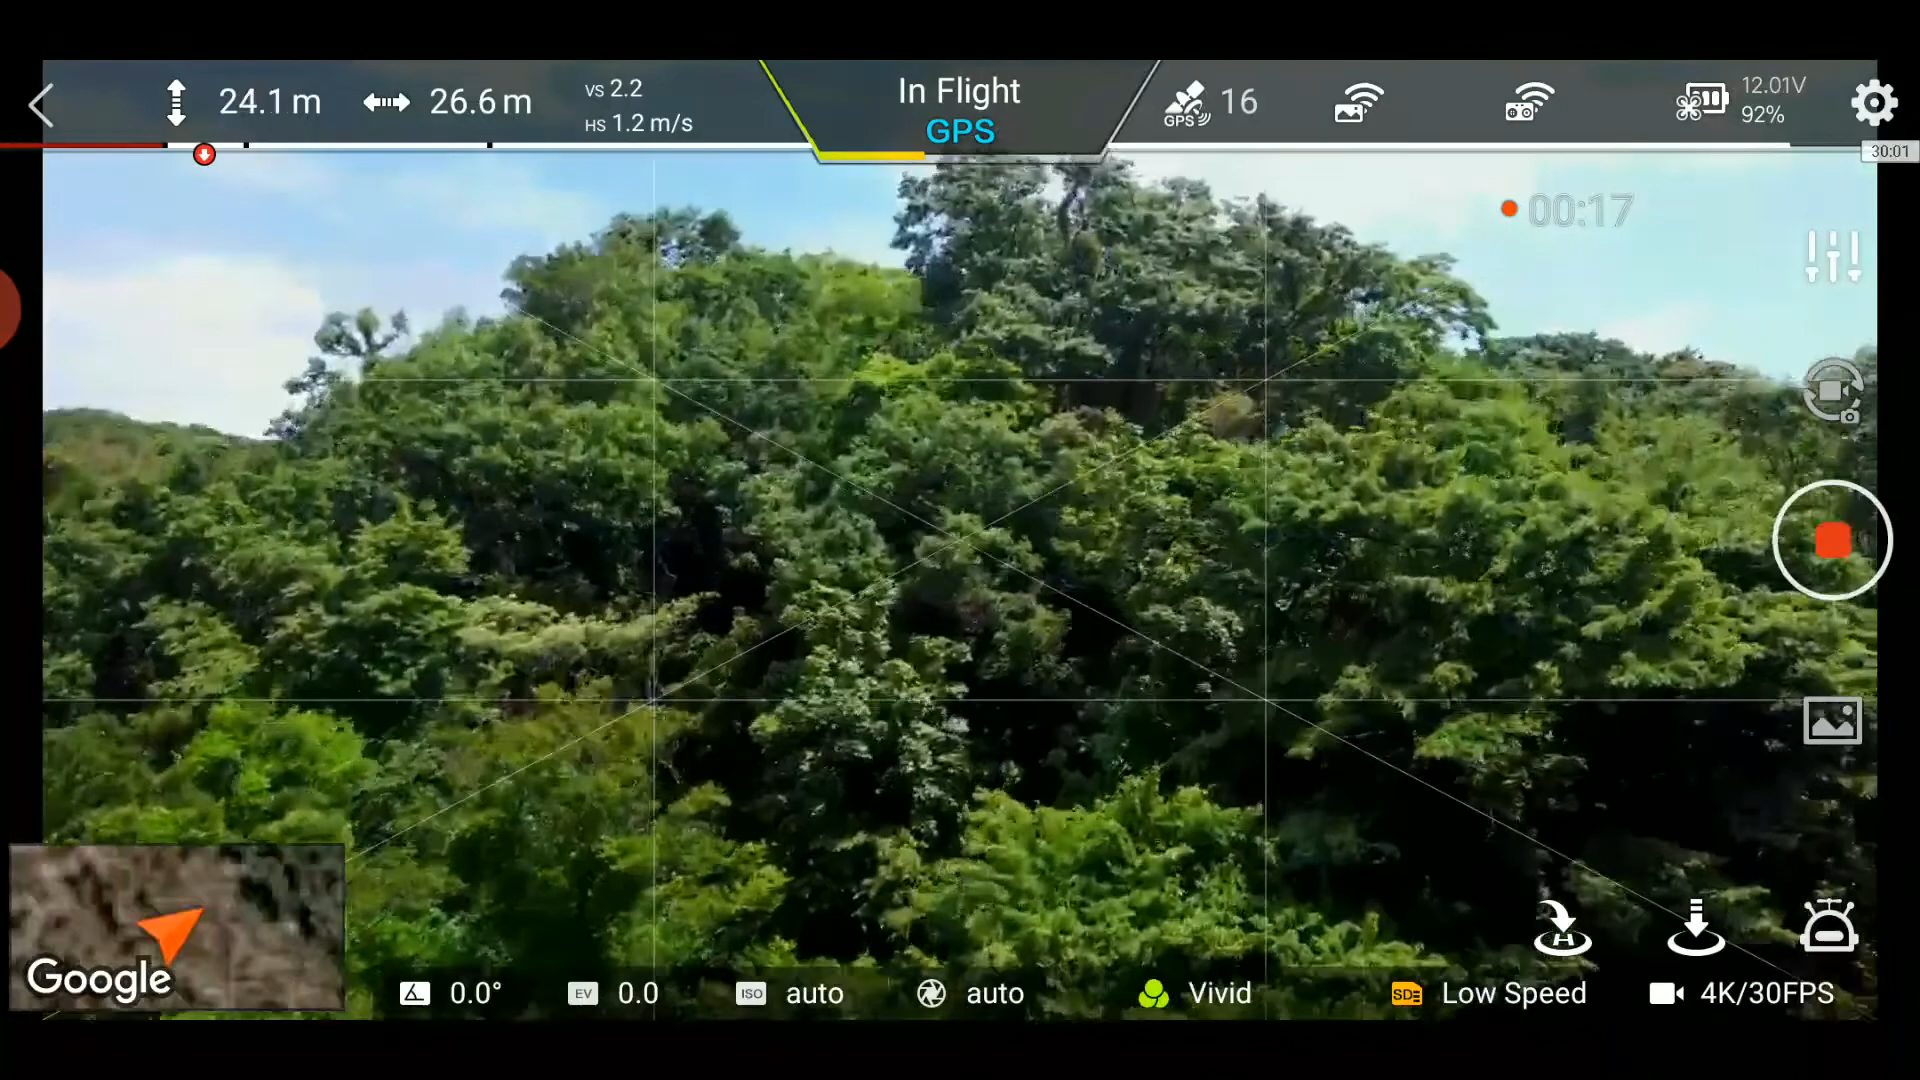 24.1 m
26.6 m
VS 2.2
HS 1.2 m/s
In Flight
GPS
GPS
16
12.01V
92%
30:01
00:17
H
Google
0.0°
EV
0.0
ISO
auto
auto
Vivid
SD
Low Speed
4K/30FPS